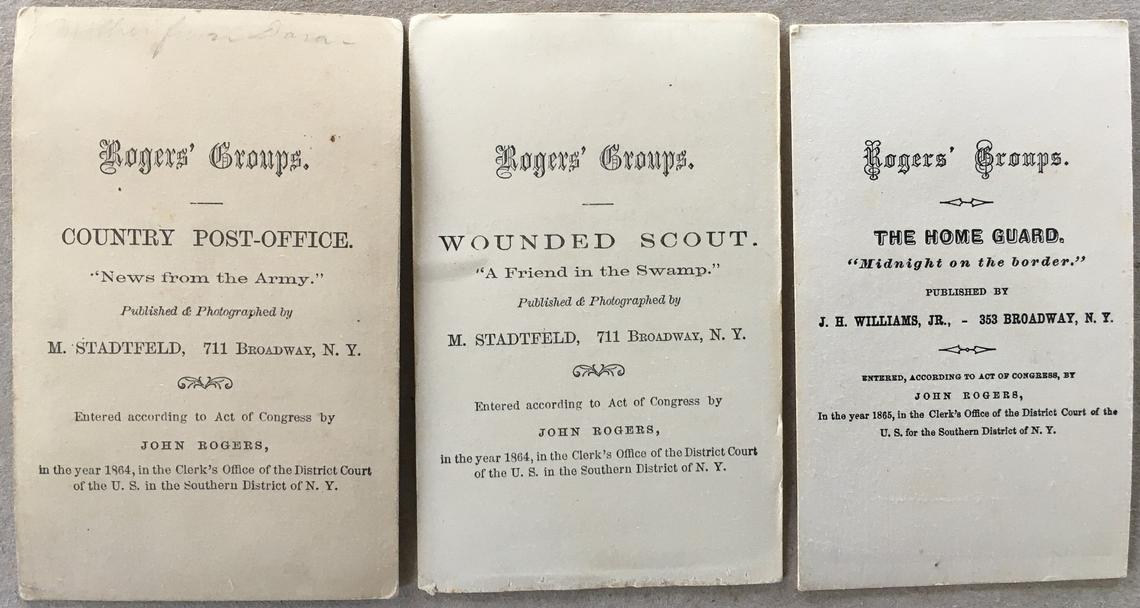 Mother from Dora-
Rogers' Groups.
COUNTRY POST-OFFICE.
"News from the Army."
Published & Photographed by
M. STADTFELD, 711 BROADWAY, N. Y.
Entered according to Act of Congress by
JOHN ROGERS,
in the year 1864, in the Clerk's Office of the District Court
of the U. S. in the Southern District of N. Y.
Rogers' Groups.
WOUNDED SCOUT.
"A Friend in the Swamp."
Published & Photographed by
M. STADTFELD, 711 BROADWAY, N. Y.
Entered according to Act of Congress by
JOHN ROGERS,
in the year 1864, in the Clerk's Office of the District Court
of the U. S. in the Southern District of N. Y.
Rogers' Groups.
THE HOME GUARD.
"Midnight on the border."
PUBLISHED BY
J. H. WILLIAMS, JR., - 353 BROADWAY, N. Y.
ENTERED, ACCORDING TO ACT OF CONGRESS, BY
JOHN ROGERS,
In the year 1865, in the Clerk's Office of the District Court of the
U. S. for the Southern District of N. Y.